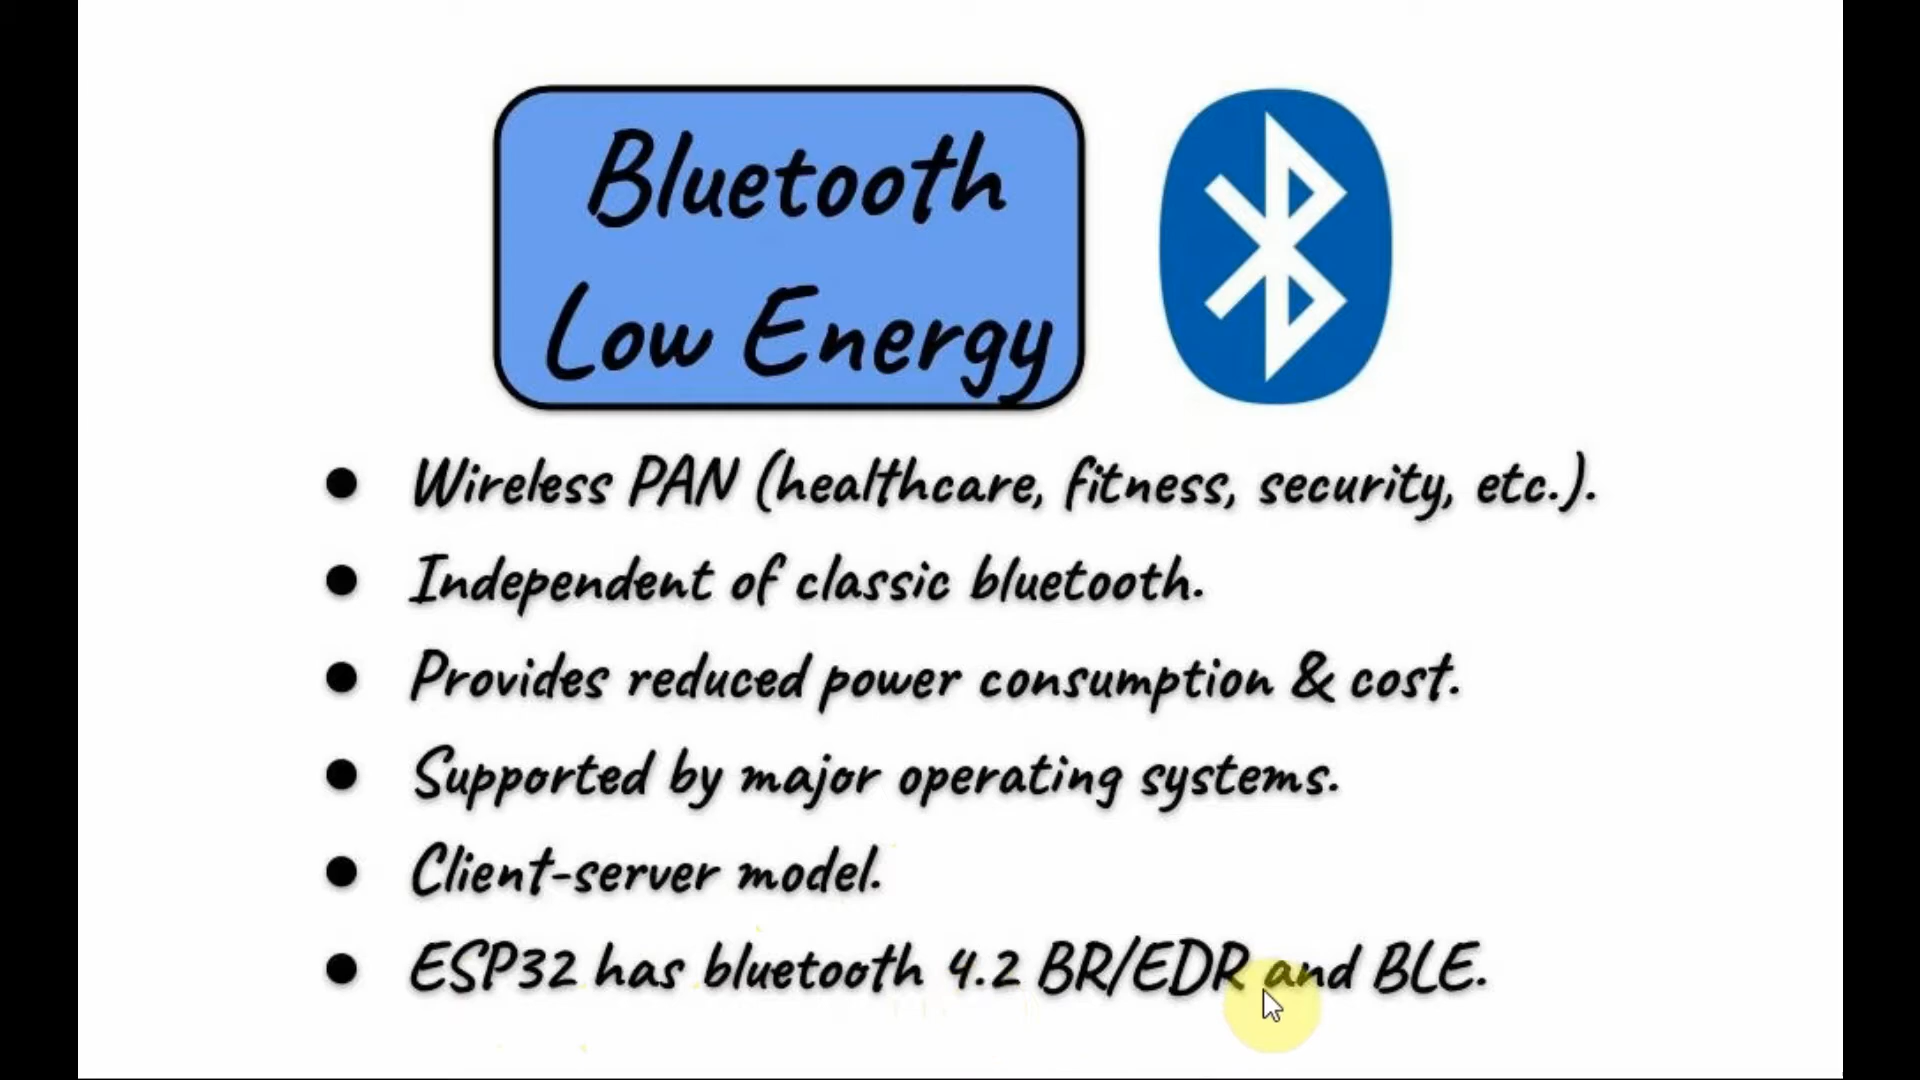 Bluetooth
Low Energy
● Wireless PAN (healthcare, fitness, security, etc.).
● Independent of classic bluetooth.
● Provides reduced power consumption & cost.
● Supported by major operating systems.
● Client-server model.
● ESP32 has bluetooth 4.2 BR/EDR and BLE.